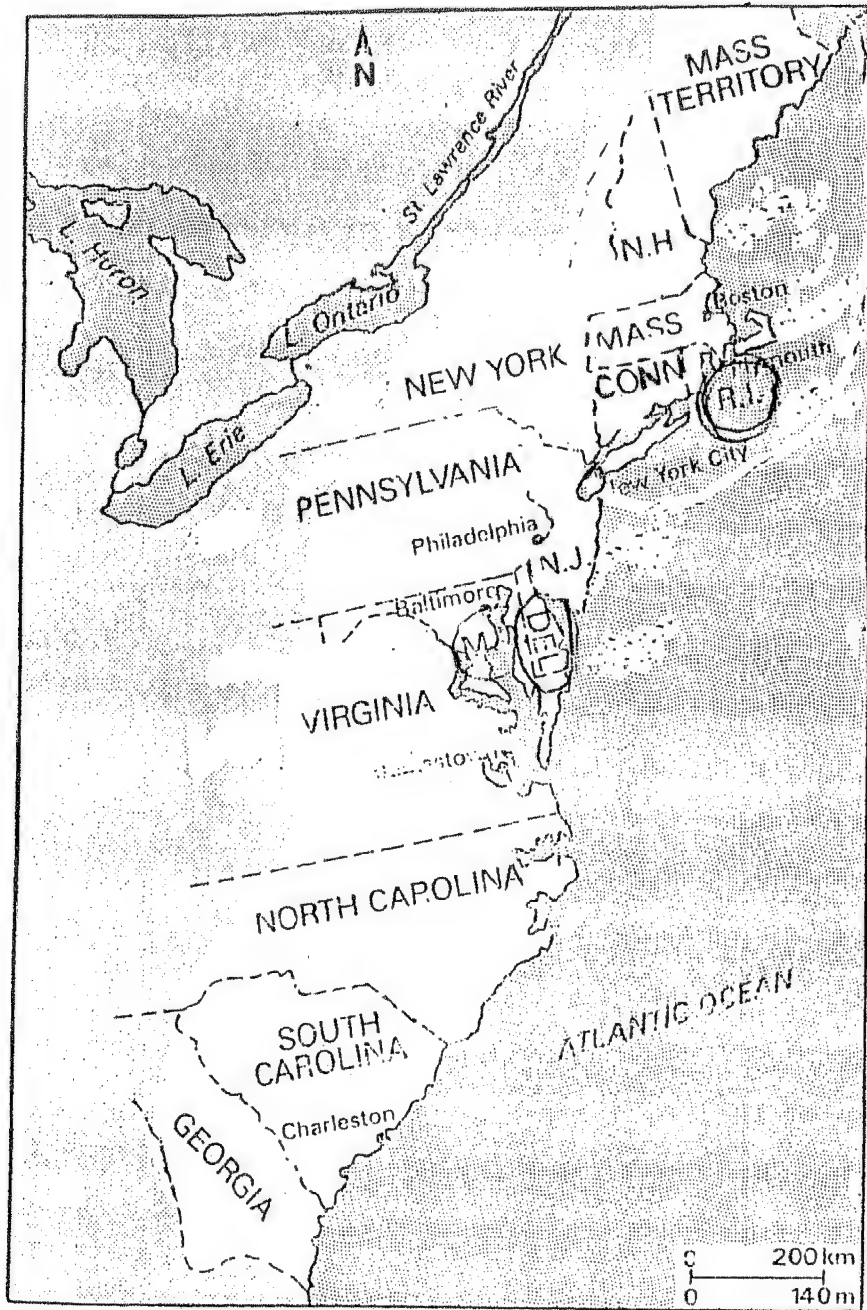 MASS
TERRITORY
N
St. Lawrence River
L. Huron
N.H
Boston
L. Ontario
MASS
NEW YORK
CONN
R.I.
L. Erie
New York City
PENNSYLVANIA
Philadelphia
N.J.
Baltimore
DEL
M
VIRGINIA
NORTH CAROLINA
ATLANTIC OCEAN
SOUTH
CAROLINA
Charleston
GEORGIA
0 200 km
0 140 m